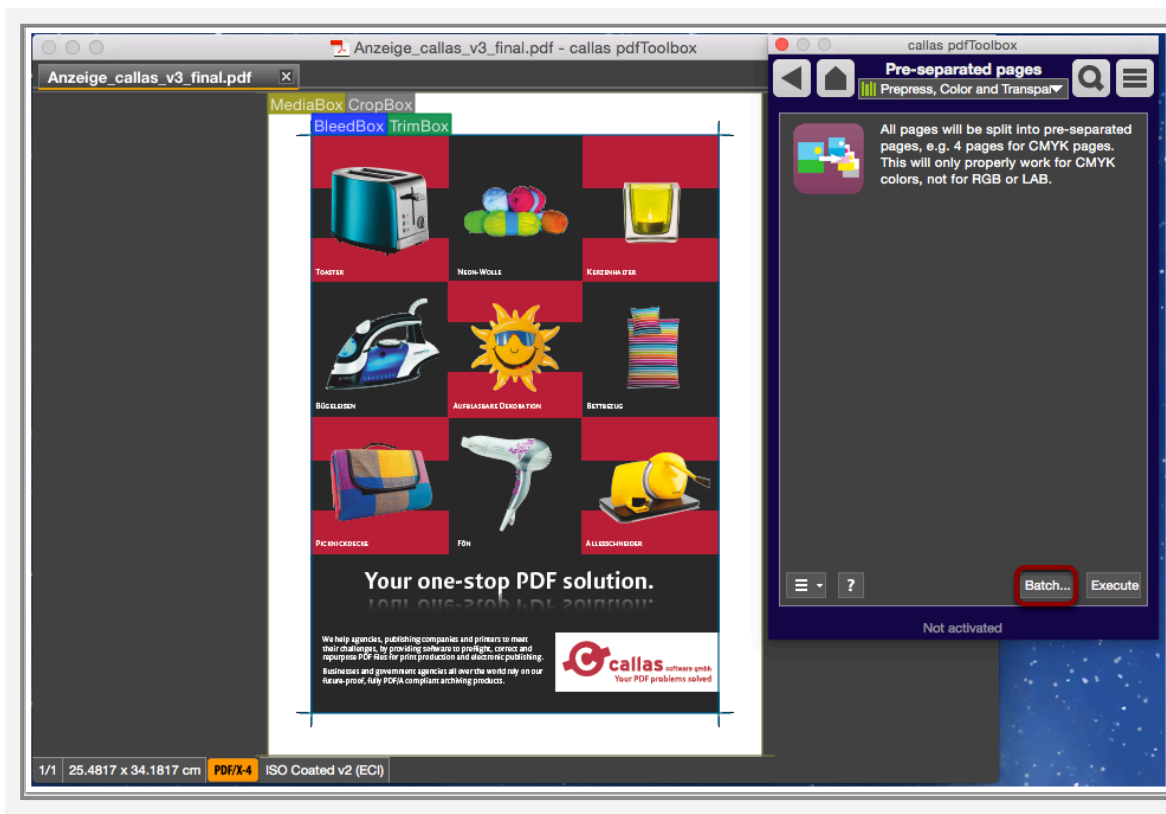 Anzeige_callas_v3_final.pdf - callas pdfToolbox
Anzeige_callas_v3_final.pdf
MediaBox CropBox
BleedBox TrimBox
Toaster
Neon-Wolle
Kerzenhalter
Bügeleisen
Aufblasbare Dekoration
Bettbezug
Picknickdecke
Fön
Allesschneider
Your one-stop PDF solution.
We help agencies, publishing companies and printers to meet
their challenges, by providing software to preflight, correct and
repurpose PDF files for print production and electronic publishing.
Businesses and government agencies all over the world rely on our
future-proof, fully PDF/A compliant archiving products.
callas software gmbh
Your PDF problems solved
1/1 25.4817 x 34.1817 cm PDF/X-4 ISO Coated v2 (ECI)
callas pdfToolbox
Pre-separated pages
Prepress, Color and Transpar
All pages will be split into pre-separated
pages, e.g. 4 pages for CMYK pages.
This will only properly work for CMYK
colors, not for RGB or LAB.
? Batch... Execute
Not activated